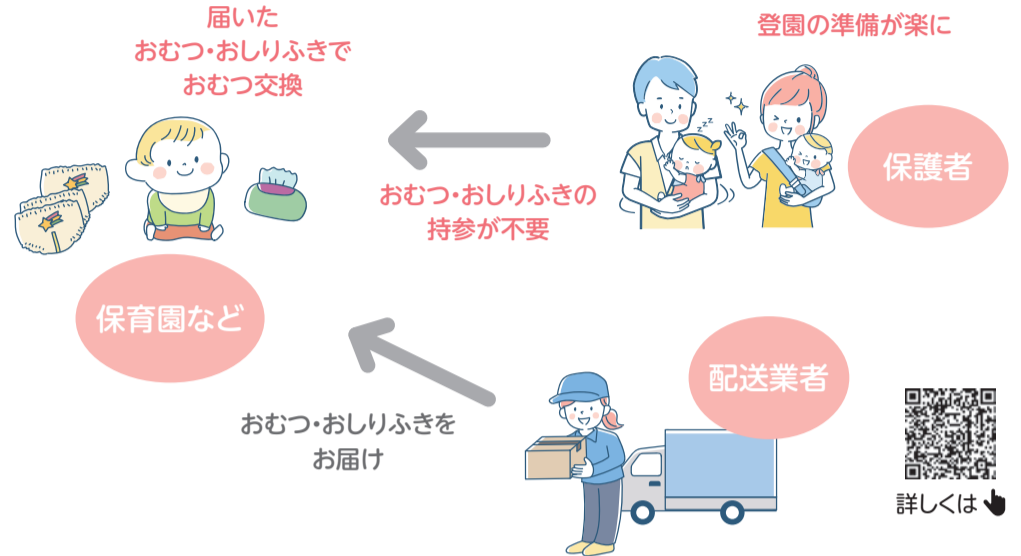 届いた
おむつ・おしりふきで
おむつ交換
登園の準備が楽に
保護者
おむつ・おしりふきの
持参が不要
保育園など
配送業者
おむつ・おしりふきを
お届け
詳しくは